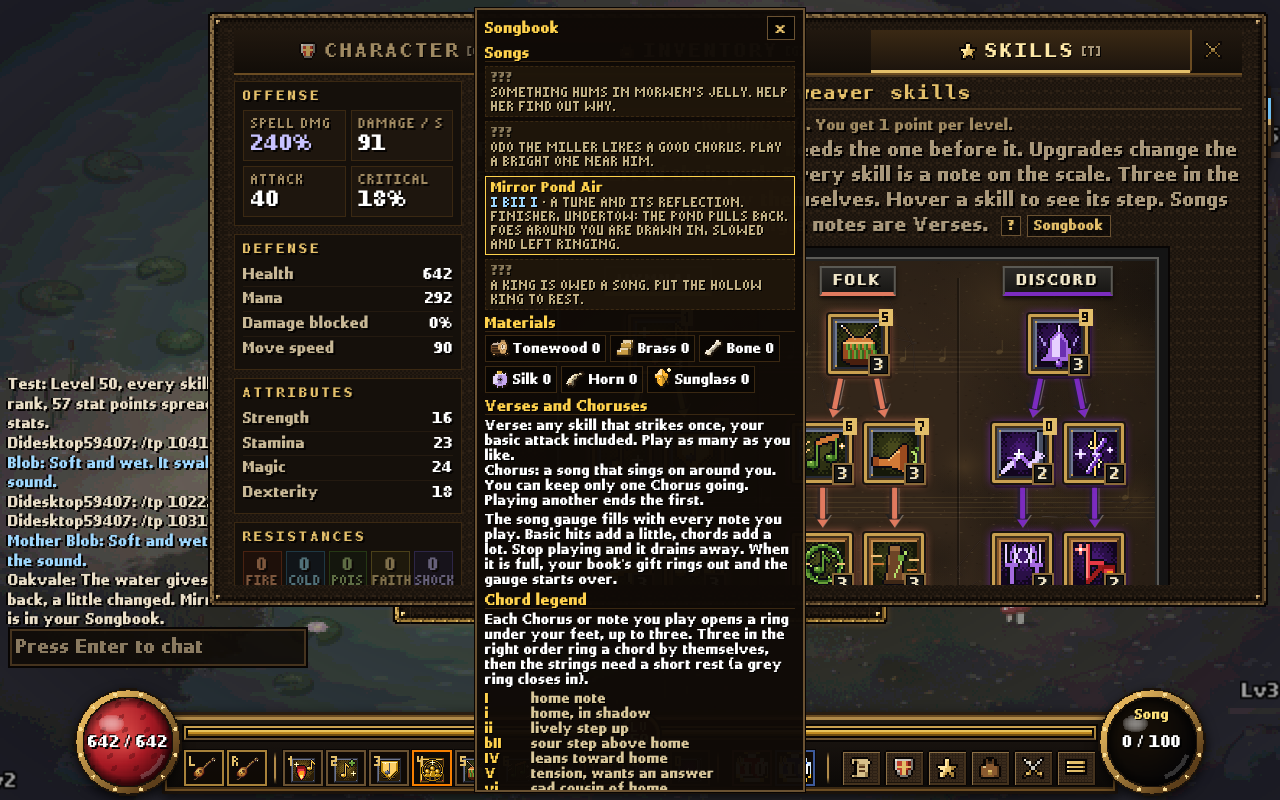 CHARACTER
SKILLS [T]
OFFENSE
SPELL DMG
240%
DAMAGE / S
91
ATTACK
40
CRITICAL
18%
DEFENSE
Health 642
Mana 292
Damage blocked 0%
Move speed 90
ATTRIBUTES
Strength 16
Stamina 23
Magic 24
Dexterity 18
RESISTANCES
0 0 0 0 0
FIRE COLD POIS FAITH SHOCK
Songbook
x
Songs
???
SOMETHING HUMS IN MORWEN'S JELLY. HELP
HER FIND OUT WHY.
???
ODO THE MILLER LIKES A GOOD CHORUS. PLAY
A BRIGHT ONE NEAR HIM.
Mirror Pond Air
I BII I · A TUNE AND ITS REFLECTION.
FINISHER. UNDERTOW: THE POND PULLS BACK.
FOES AROUND YOU ARE DRAWN IN, SLOWED
AND LEFT RINGING.
???
A KING IS OWED A SONG. PUT THE HOLLOW
KING TO REST.
Materials
Tonewood 0 Brass 0 Bone 0
Silk 0 Horn 0 Sunglass 0
Verses and Choruses
Verse: any skill that strikes once, your
basic attack included. Play as many as you
like.
Chorus: a song that sings on around you.
You can keep only one Chorus going.
Playing another ends the first.
The song gauge fills with every note you
play. Basic hits add a little, chords add a
lot. Stop playing and it drains away. When
it is full, your book's gift rings out and the
gauge starts over.
Chord legend
Each Chorus or note you play opens a ring
under your feet, up to three. Three in the
right order ring a chord by themselves,
then the strings need a short rest (a grey
ring closes in).
I home note
i home, in shadow
ii lively step up
bII sour step above home
IV leans toward home
V tension, wants an answer
vi sad cousin of home
skills
. You get 1 point per level.
the one before it. Upgrades change the
skill is a note on the scale. Three in the
Hover a skill to see its step. Songs
notes are Verses. ? Songbook
FOLK
DISCORD
5 3
9 3
6 3
7 3
0 2
2
3
3
2
2
Test: Level 50, every
rank, 57 stat points
stats.
Didesktop59407: /tp
Blob: Soft and wet. It
sound.
Didesktop59407: /tp
Didesktop59407: /tp
Mother Blob: Soft and wet
the sound.
Oakvale: The water gives
back, a little changed.
is in your Songbook.
Press Enter to chat
642 / 642
L R 1 2 3 4 5
Song
0 / 100
Lv3